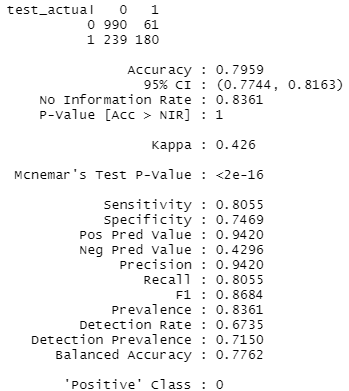 test_actual 0 1
0 990 61
1 239 180
Accuracy : 0.7959
95% CI : (0.7744, 0.8163)
No Information Rate : 0.8361
P-Value [Acc > NIR] : 1
Kappa : 0.426
Mcnemar's Test P-Value : <2e-16
Sensitivity : 0.8055
Specificity : 0.7469
Pos Pred Value : 0.9420
Neg Pred Value : 0.4296
Precision : 0.9420
Recall : 0.8055
F1 : 0.8684
Prevalence : 0.8361
Detection Rate : 0.6735
Detection Prevalence : 0.7150
Balanced Accuracy : 0.7762
'Positive' Class : 0